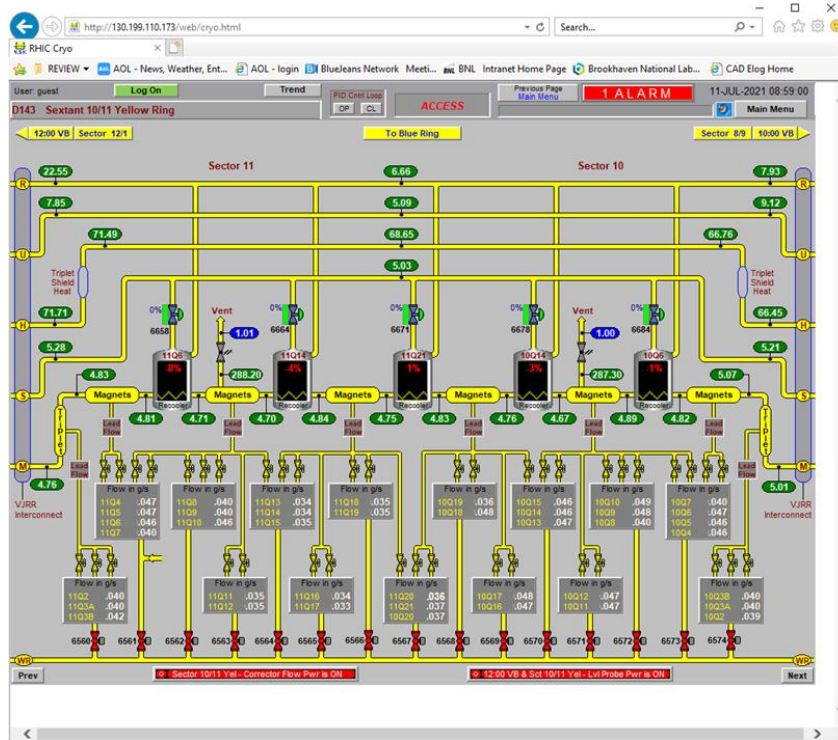 http://130.199.110.173/web/cryo.html
Search...
RHIC Cryo
REVIEW
AOL - News, Weather, Ent...
AOL - login
BlueJeans Network Meeti...
BNL Intranet Home Page
Brookhaven National Lab...
CAD Elog Home
User: guest
Log On
Trend
PID Cntrl Loop
OP CL
ACCESS
Previous Page
Main Menu
1 ALARM
11-JUL-2021 08:59:00
D143 Sextant 10/11 Yellow Ring
Main Menu
12:00 VB Sector 12/1
To Blue Ring
Sector 8/9 10:00 VB
Sector 11
Sector 10
22.55 6.66 7.93
R R
7.85 5.09 9.12
U U
71.49 68.65 66.76
5.03
Triplet
Shield
Heat
Triplet
Shield
Heat
71.71 66.45
H H
0% 6658
Vent
1.01
0% 6664
0% 6671
0% 6678
Vent
1.00
0% 6684
5.28 5.21
S S
11Q6 -8% Recooler
11Q14 -4% Recooler
11Q21 1% Recooler
10Q14 -3% Recooler
10Q6 -1% Recooler
4.83 288.20 287.30 5.07
Magnets Magnets Magnets Magnets Magnets Magnets
4.81 4.71 4.70 4.84 4.75 4.83 4.76 4.67 4.89 4.82
Triplet
Triplet
Lead Flow
Lead Flow
Lead Flow
Lead Flow
Lead Flow
Lead Flow
Lead Flow
Lead Flow
M M
4.76 5.01
VJRR
Interconnect
VJRR
Interconnect
Flow in g/s
11Q4 .047
11Q5 .047
11Q6 .046
11Q7 .040
Flow in g/s
11Q8 .040
11Q9 .040
11Q10 .046
Flow in g/s
11Q13 .034
11Q14 .034
11Q15 .035
Flow in g/s
11Q18 .035
11Q19 .035
Flow in g/s
10Q19 .036
10Q18 .048
Flow in g/s
10Q15 .046
10Q14 .046
10Q13 .047
Flow in g/s
10Q10 .049
10Q9 .048
10Q8 .040
Flow in g/s
10Q7 .040
10Q6 .047
10Q5 .046
10Q4 .046
Flow in g/s
11Q2 .040
11Q3A .040
11Q3B .042
Flow in g/s
11Q11 .035
11Q12 .035
Flow in g/s
11Q16 .034
11Q17 .033
Flow in g/s
11Q20 .036
11Q21 .037
10Q20 .037
Flow in g/s
10Q17 .048
10Q16 .047
Flow in g/s
10Q12 .047
10Q11 .047
Flow in g/s
10Q3B .040
10Q3A .040
10Q2 .039
6560 6561 6562 6563 6564 6565 6566 6567 6568 6569 6570 6571 6572 6573 6574
WR WR
Prev
Sector 10/11 Yel - Corrector Flow Pwr is ON
12:00 VB & Sct 10/11 Yel - Lvl Probe Pwr is ON
Next